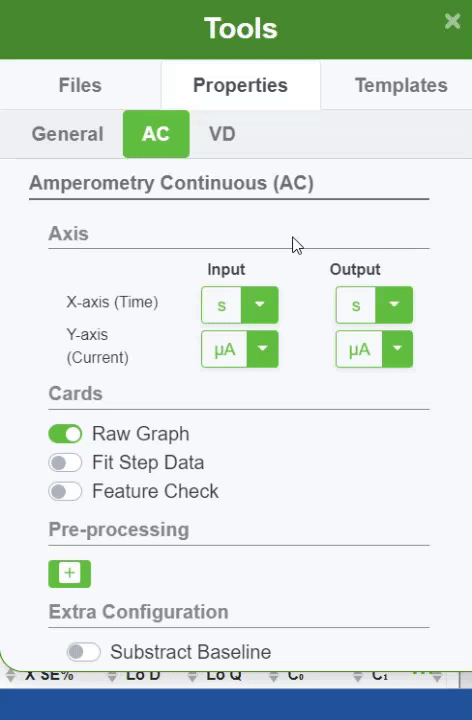 Tools
Files Properties Templates
General AC VD
Amperometry Continuous (AC)
Axis
Input Output
X-axis (Time) s s
Y-axis
(Current) µA µA
Cards
Raw Graph
Fit Step Data
Feature Check
Pre-processing
Extra Configuration
Substract Baseline
X SE% Lo D Lo Q C₀ C₁